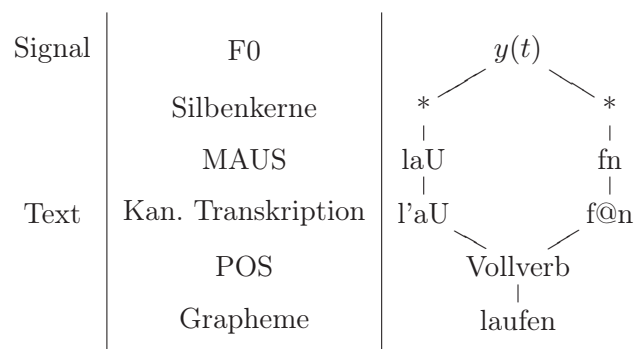 Signal F0 y(t)
Silbenkerne * *
MAUS laU fn
Text Kan. Transkription l'aU f@n
POS Vollverb
Grapheme laufen